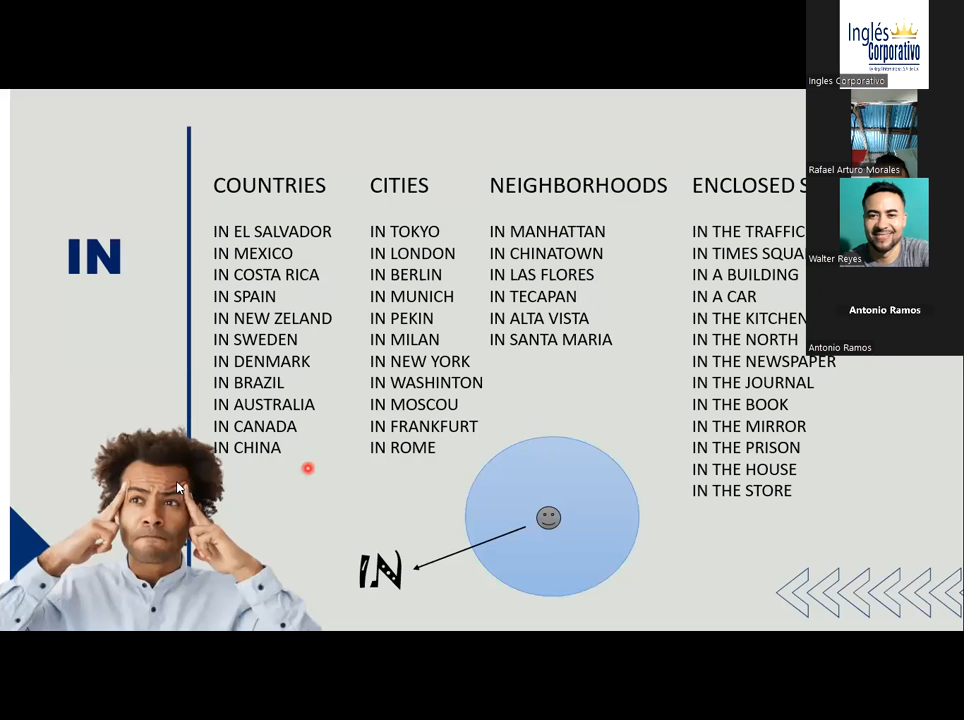 IN
COUNTRIES
IN EL SALVADOR
IN MEXICO
IN COSTA RICA
IN SPAIN
IN NEW ZELAND
IN SWEDEN
IN DENMARK
IN BRAZIL
IN AUSTRALIA
IN CANADA
IN CHINA
CITIES
IN TOKYO
IN LONDON
IN BERLIN
IN MUNICH
IN PEKIN
IN MILAN
IN NEW YORK
IN WASHINTON
IN MOSCOU
IN FRANKFURT
IN ROME
NEIGHBORHOODS
IN MANHATTAN
IN CHINATOWN
IN LAS FLORES
IN TECAPAN
IN ALTA VISTA
IN SANTA MARIA
ENCLOSED S
IN THE TRAFFIC
IN TIMES SQUA
IN A BUILDING
IN A CAR
IN THE KITCHEN
IN THE NORTH
IN THE NEWSPAPER
IN THE JOURNAL
IN THE BOOK
IN THE MIRROR
IN THE PRISON
IN THE HOUSE
IN THE STORE
IN
Inglés
Corporativo
Ingles Corporativo
Rafael Arturo Morales
Walter Reyes
Antonio Ramos
Antonio Ramos